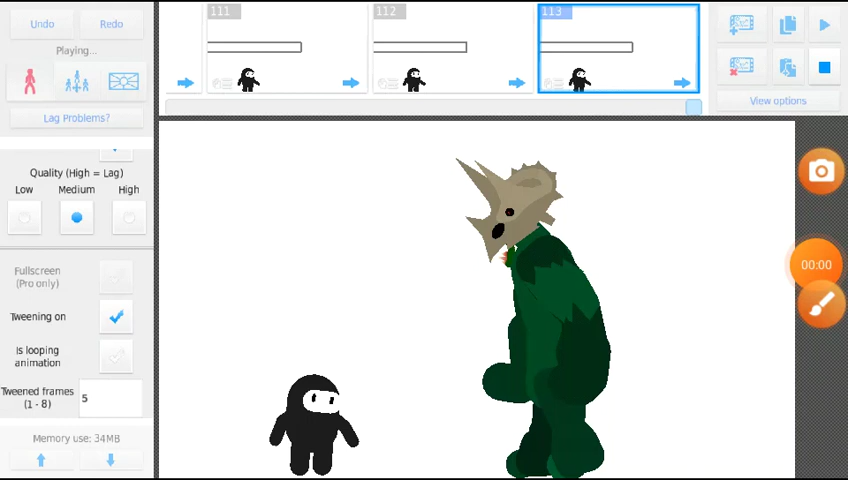 Undo Redo
111 112 113
Playing...
Lag Problems?
View options
Quality (High = Lag)
Low Medium High
Fullscreen
(Pro only)
Tweening on
Is looping
animation
Tweened frames
(1 - 8)
5
Memory use: 34MB
00:00